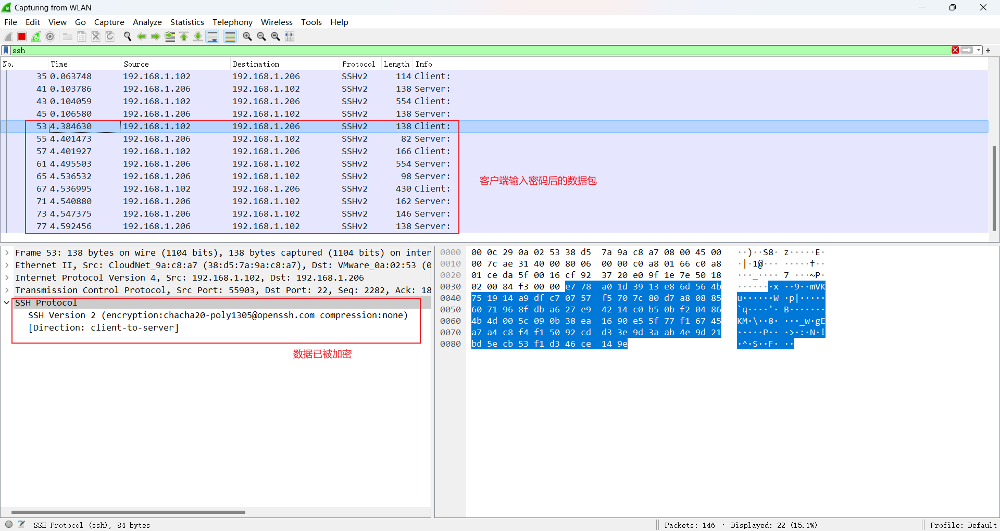 Capturing from WLAN
File Edit View Go Capture Analyze Statistics Telephony Wireless Tools Help
ssh
No. Time Source Destination Protocol Length Info
35 0.063748 192.168.1.102 192.168.1.206 SSHv2 114 Client:
41 0.103786 192.168.1.206 192.168.1.102 SSHv2 138 Server:
43 0.104059 192.168.1.102 192.168.1.206 SSHv2 554 Client:
45 0.106580 192.168.1.206 192.168.1.102 SSHv2 138 Server:
53 4.384630 192.168.1.102 192.168.1.206 SSHv2 138 Client:
55 4.401473 192.168.1.206 192.168.1.102 SSHv2 82 Server:
57 4.401927 192.168.1.102 192.168.1.206 SSHv2 166 Client:
61 4.495503 192.168.1.206 192.168.1.102 SSHv2 554 Server:
65 4.536532 192.168.1.206 192.168.1.102 SSHv2 98 Server:
67 4.536995 192.168.1.102 192.168.1.206 SSHv2 430 Client:
71 4.540880 192.168.1.206 192.168.1.102 SSHv2 162 Server:
73 4.547375 192.168.1.206 192.168.1.102 SSHv2 146 Server:
77 4.592456 192.168.1.206 192.168.1.102 SSHv2 138 Server:
客户端输入密码后的数据包
Frame 53: 138 bytes on wire (1104 bits), 138 bytes captured (1104 bits) on inter
Ethernet II, Src: CloudNet_9a:c8:a7 (38:d5:7a:9a:c8:a7), Dst: VMware_0a:02:53 (0
Internet Protocol Version 4, Src: 192.168.1.102, Dst: 192.168.1.206
Transmission Control Protocol, Src Port: 55903, Dst Port: 22, Seq: 2282, Ack: 18
SSH Protocol
SSH Version 2 (encryption:chacha20-poly1305@openssh.com compression:none)
[Direction: client-to-server]
数据已被加密
0000 00 0c 29 0a 02 53 38 d5 7a 9a c8 a7 08 00 45 00 ··)··S8· z·····E·
0010 00 7c ae 31 40 00 80 06 00 00 c0 a8 01 66 c0 a8 ·|·1@··· ·····f··
0020 01 ce da 5f 00 16 cf 92 37 20 e0 9f 1e 7e 50 18 ···_···· 7 ···~P·
0030 02 00 84 f3 00 00 e7 78 a0 1d 39 13 e8 6d 56 4b ·······x ··9··mVK
0040 75 19 14 a9 df c7 07 57 f5 70 7c 80 d7 a8 08 85 u······W ·p|·····
0050 60 71 96 8f db a6 27 e9 42 14 c0 b5 0b f2 04 86 `q····'· B·······
0060 4b 4d 00 5c 09 0b 38 ea 16 90 e5 5f 77 f1 67 45 KM·\··8· ···_w·gE
0070 a7 a4 c8 f4 f1 50 92 cd d3 3e 9d 3a ab 4e 9d 21 ·····P·· ·>·:·N·!
0080 bd 5e cb 53 f1 d3 46 ce 14 9e ·^·S··F· ··
SSH Protocol (ssh), 84 bytes
Packets: 146 · Displayed: 22 (15.1%)
Profile: Default